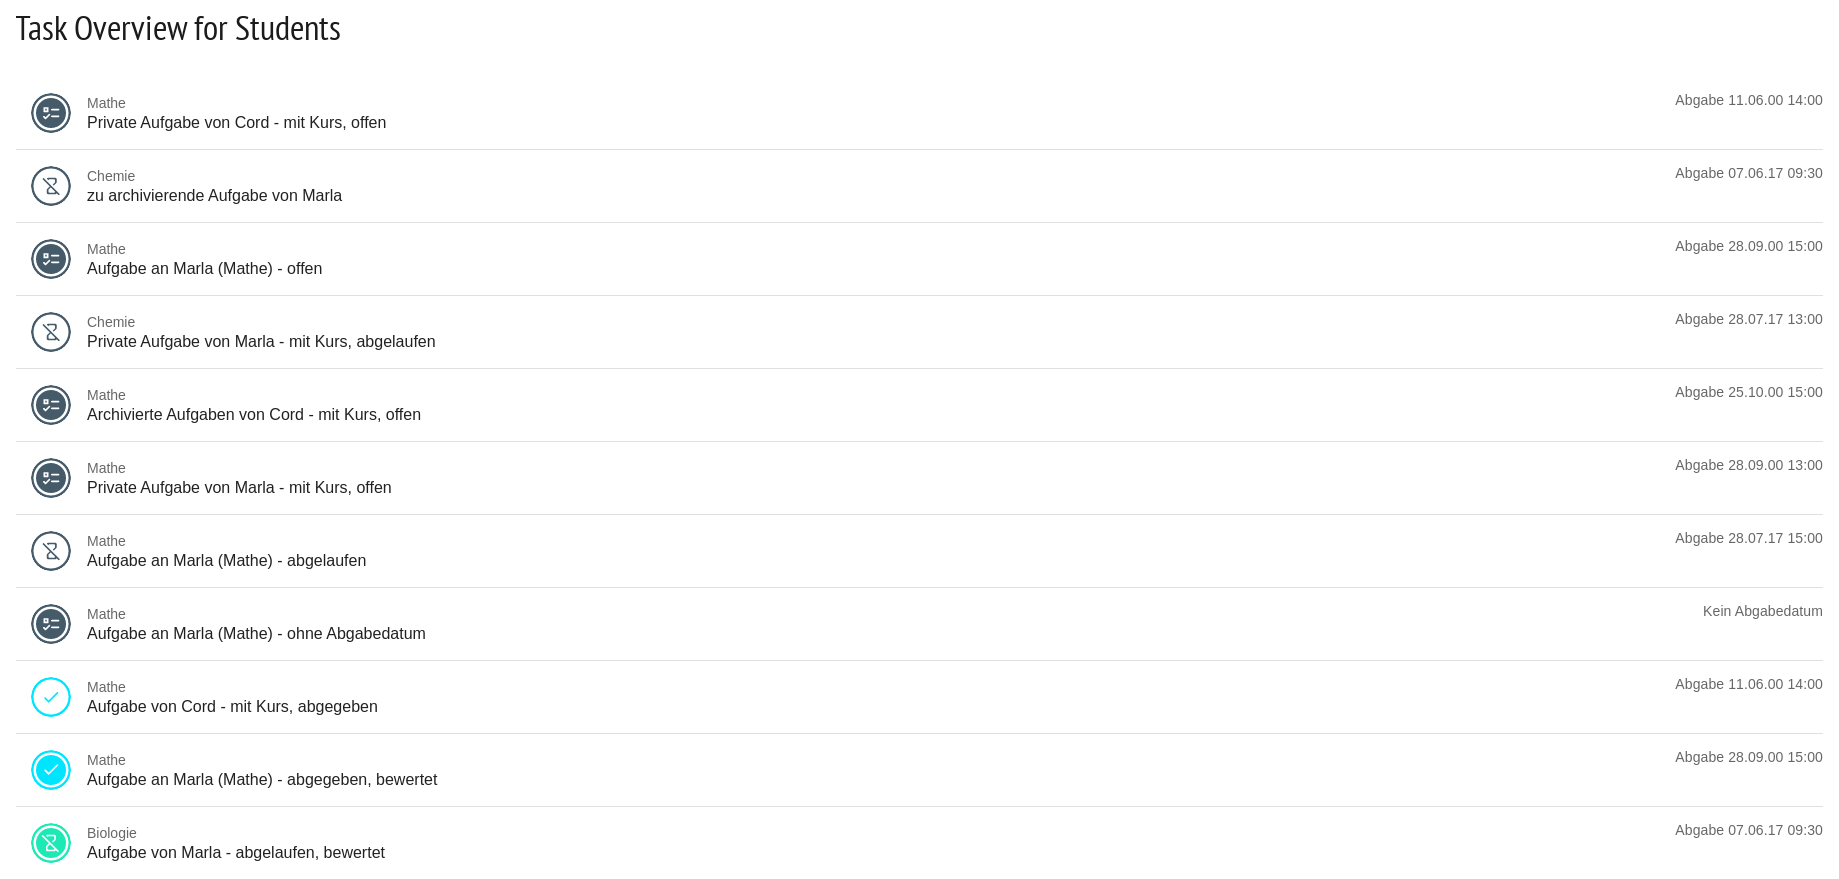 Task Overview for Students
Mathe
Abgabe 11.06.00 14:00
Private Aufgabe von Cord - mit Kurs, offen
Chemie
Abgabe 07.06.17 09:30
zu archivierende Aufgabe von Marla
Mathe
Abgabe 28.09.00 15:00
Aufgabe an Marla (Mathe) - offen
Chemie
Abgabe 28.07.17 13:00
Private Aufgabe von Marla - mit Kurs, abgelaufen
Mathe
Abgabe 25.10.00 15:00
Archivierte Aufgaben von Cord - mit Kurs, offen
Mathe
Abgabe 28.09.00 13:00
Private Aufgabe von Marla - mit Kurs, offen
Mathe
Abgabe 28.07.17 15:00
Aufgabe an Marla (Mathe) - abgelaufen
Mathe
Kein Abgabedatum
Aufgabe an Marla (Mathe) - ohne Abgabedatum
Mathe
Abgabe 11.06.00 14:00
Aufgabe von Cord - mit Kurs, abgegeben
Mathe
Abgabe 28.09.00 15:00
Aufgabe an Marla (Mathe) - abgegeben, bewertet
Biologie
Abgabe 07.06.17 09:30
Aufgabe von Marla - abgelaufen, bewertet